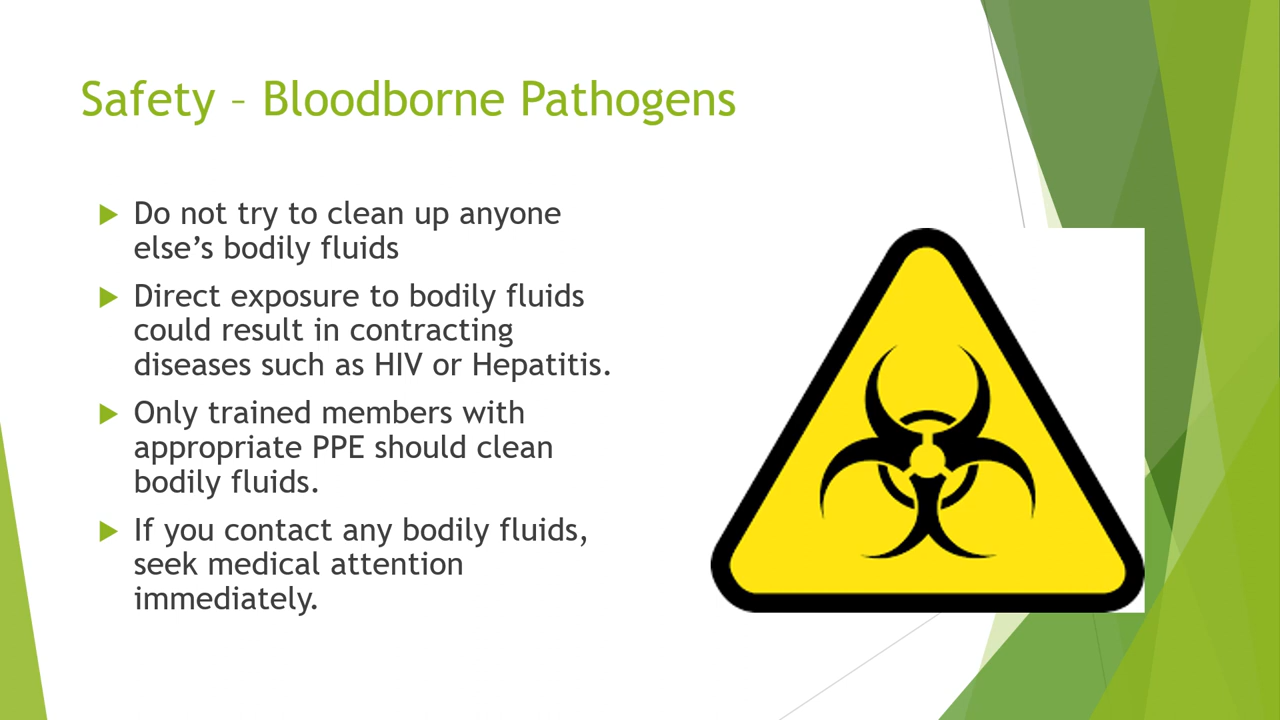 Safety – Bloodborne Pathogens
Do not try to clean up anyone
else’s bodily fluids
Direct exposure to bodily fluids
could result in contracting
diseases such as HIV or Hepatitis.
Only trained members with
appropriate PPE should clean
bodily fluids.
If you contact any bodily fluids,
seek medical attention
immediately.